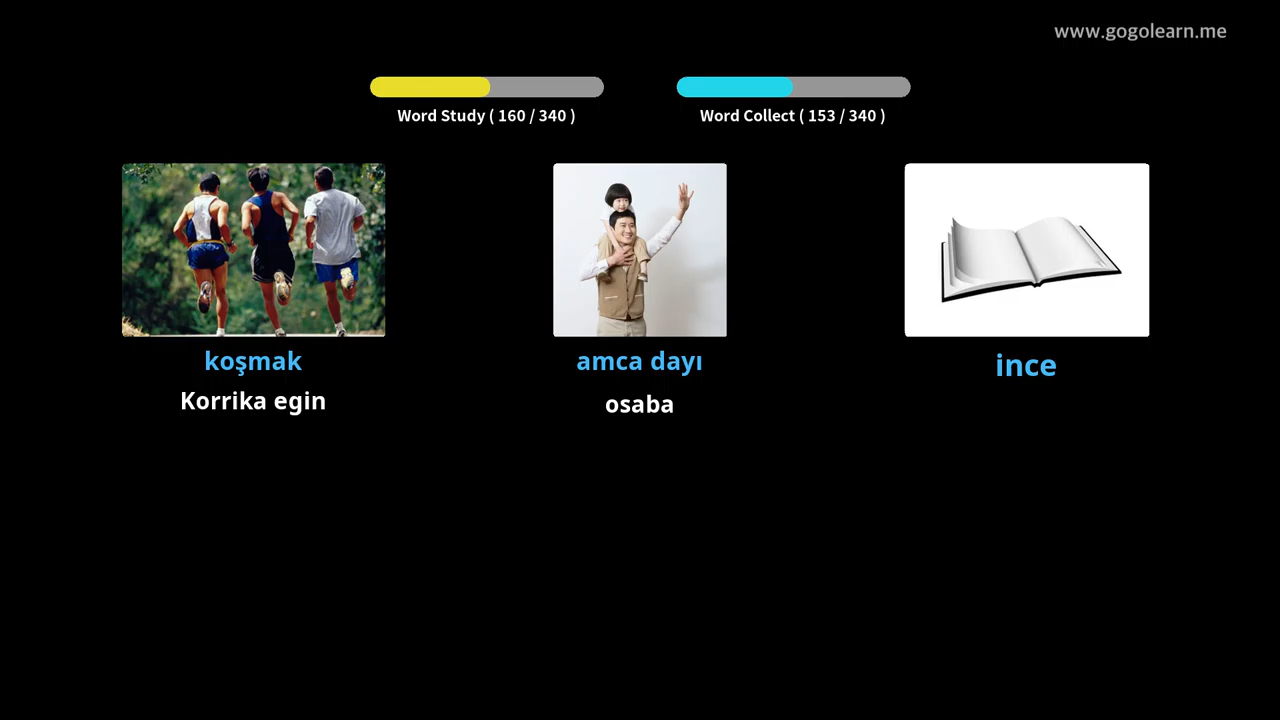 www.gogolearn.me
Word Study ( 160 / 340 )
Word Collect ( 153 / 340 )
koşmak
Korrika egin
amca dayı
osaba
ince